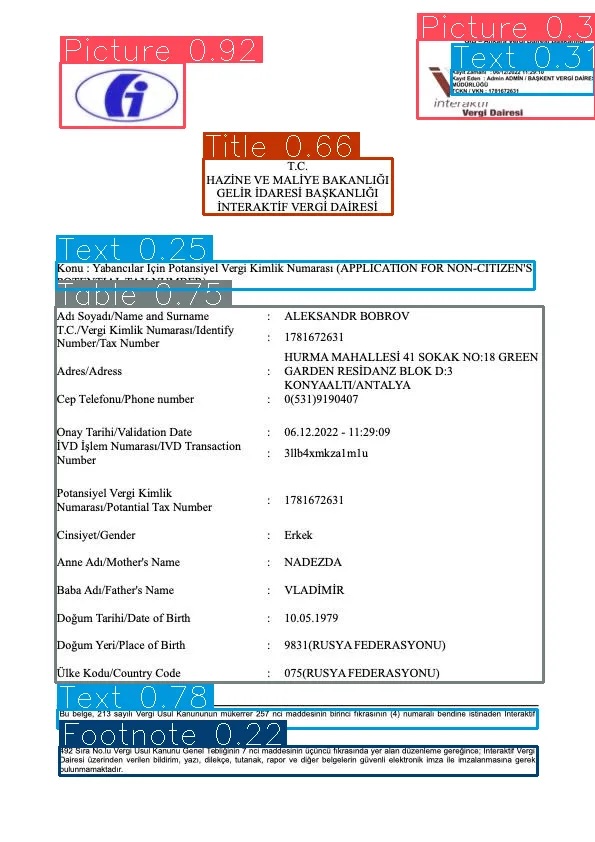 Picture 0.92
Picture 0.3
Text 0.31
Kayıt Zamanı : 06/12/2022 11:29:10
Kayıt Eden : Admin ADMIN / BAŞKENT VERGİ DAİRE
MÜDÜRLÜĞÜ
TCKN / VKN : 1781672631
interaktif
Vergi Dairesi
Title 0.66
T.C.
HAZİNE VE MALİYE BAKANLIĞI
GELİR İDARESİ BAŞKANLIĞI
İNTERAKTİF VERGİ DAİRESİ
Text 0.25
Konu : Yabancılar İçin Potansiyel Vergi Kimlik Numarası (APPLICATION FOR NON-CITIZEN'S
POTENTIAL TAX NUMBER)
Table 0.75
Adı Soyadı/Name and Surname : ALEKSANDR BOBROV
T.C./Vergi Kimlik Numarası/Identify
Number/Tax Number : 1781672631
Adres/Adress : HURMA MAHALLESİ 41 SOKAK NO:18 GREEN
GARDEN RESİDANZ BLOK D:3
KONYAALTI/ANTALYA
Cep Telefonu/Phone number : 0(531)9190407
Onay Tarihi/Validation Date : 06.12.2022 - 11:29:09
İVD İşlem Numarası/IVD Transaction
Number : 3llb4xmkza1m1u
Potansiyel Vergi Kimlik
Numarası/Potantial Tax Number : 1781672631
Cinsiyet/Gender : Erkek
Anne Adı/Mother's Name : NADEZDA
Baba Adı/Father's Name : VLADİMİR
Doğum Tarihi/Date of Birth : 10.05.1979
Doğum Yeri/Place of Birth : 9831(RUSYA FEDERASYONU)
Ülke Kodu/Country Code : 075(RUSYA FEDERASYONU)
Text 0.78
Bu belge, 213 sayılı Vergi Usul Kanununun mükerrer 257 nci maddesinin birinci fıkrasının (4) numaralı bendine istinaden İnteraktif
Footnote 0.22
492 Sıra No.lu Vergi Usul Kanunu Genel Tebliğinin 7 nci maddesinin üçüncü fıkrasında yer alan düzenleme gereğince; İnteraktif Vergi
Dairesi üzerinden verilen bildirim, yazı, dilekçe, tutanak, rapor ve diğer belgelerin güvenli elektronik imza ile imzalanmasına gerek
bulunmamaktadır.